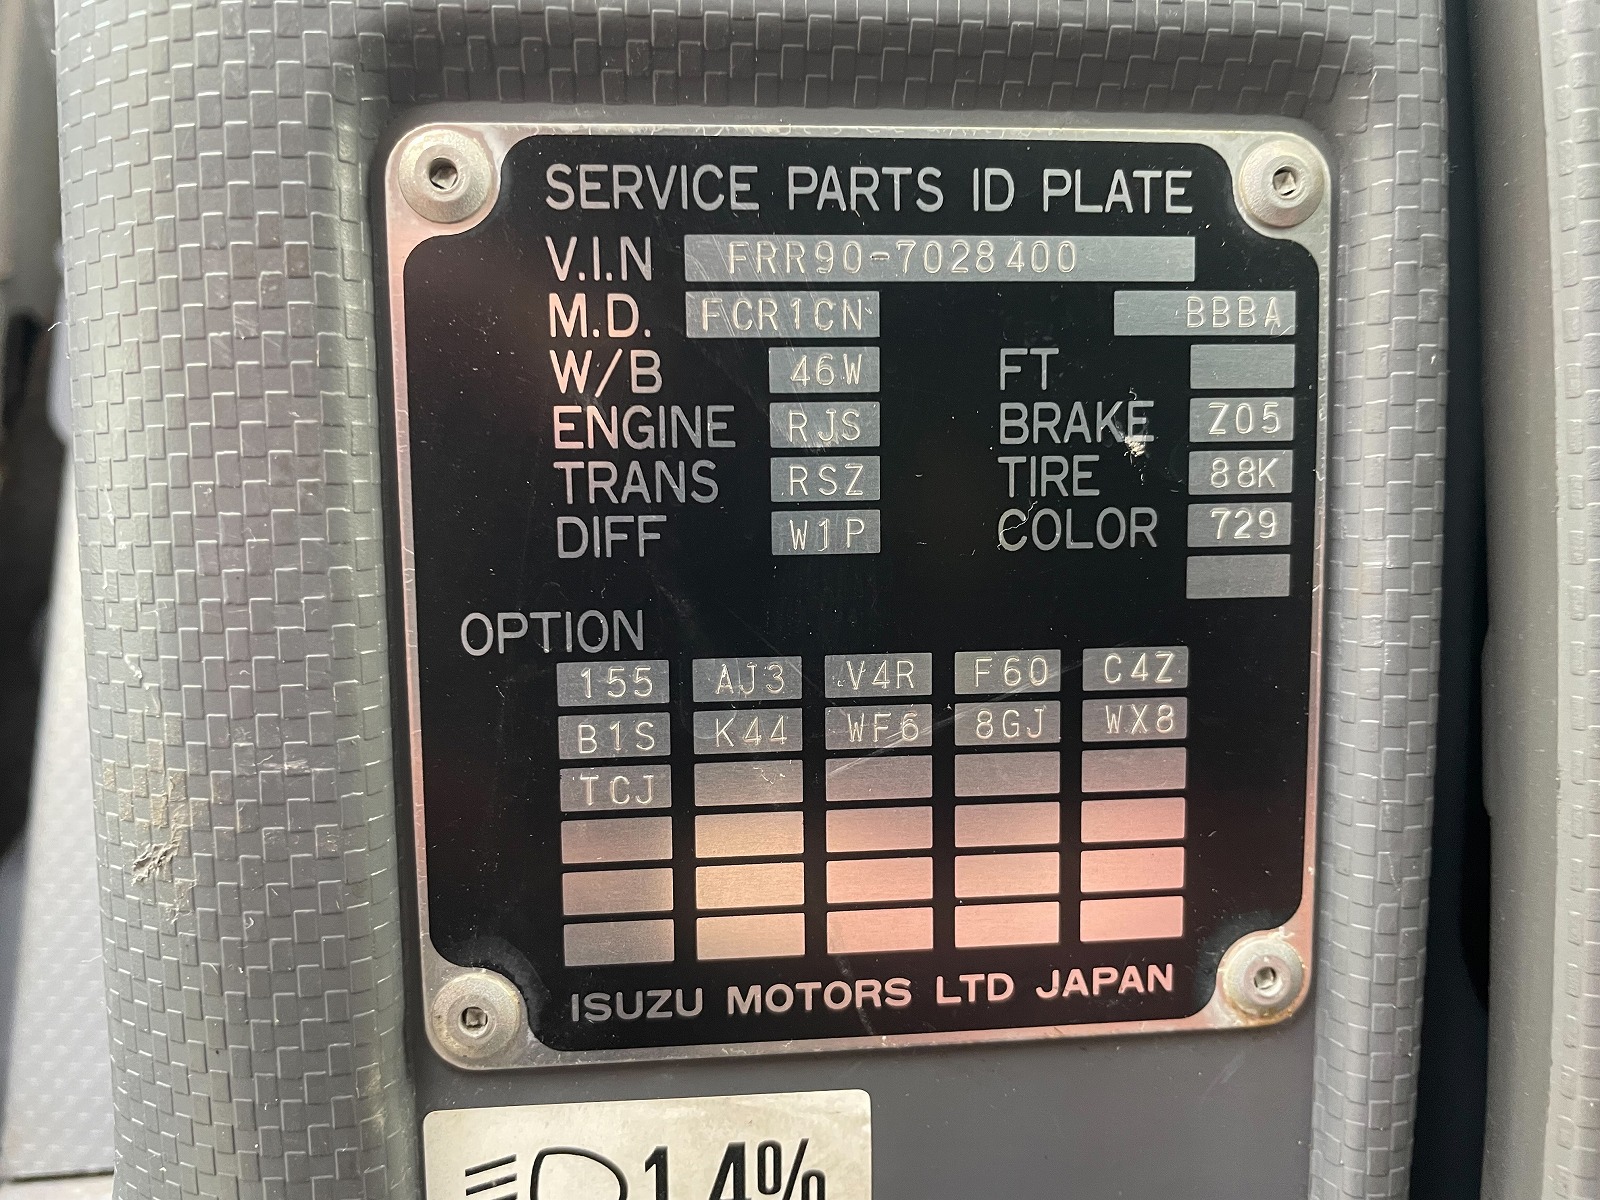 SERVICE PARTS ID PLATE
V.I.N FRR90-7028400
M.D. FCR1CN BBBA
W/B 46W FT
ENGINE RJS BRAKE Z05
TRANS RSZ TIRE 88K
DIFF W1P COLOR 729
OPTION
155 AJ3 V4R F60 C4Z
B1S K44 WF6 8GJ WX8
TCJ
ISUZU MOTORS LTD JAPAN
1.4%